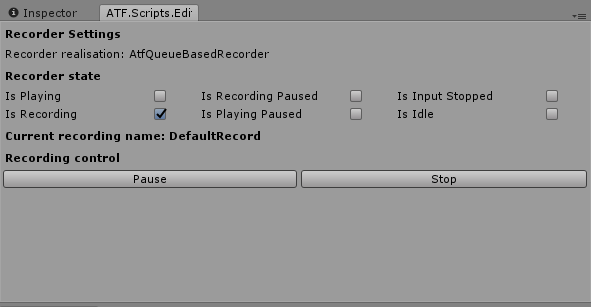 Inspector ATF.Scripts.Edi
Recorder Settings
Recorder realisation: AtfQueueBasedRecorder
Recorder state
Is Playing Is Recording Paused Is Input Stopped
Is Recording Is Playing Paused Is Idle
Current recording name: DefaultRecord
Recording control
Pause Stop